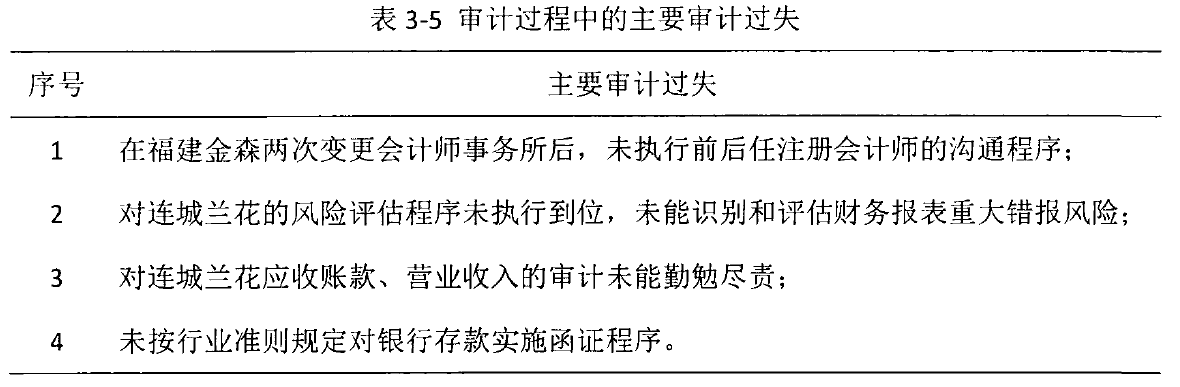 表 3-5 审计过程中的主要审计过失
序号 主要审计过失
1 在福建金森两次变更会计师事务所后，未执行前后任注册会计师的沟通程序；
2 对连城兰花的风险评估程序未执行到位，未能识别和评估财务报表重大错报风险；
3 对连城兰花应收账款、营业收入的审计未能勤勉尽责；
4 未按行业准则规定对银行存款实施函证程序。